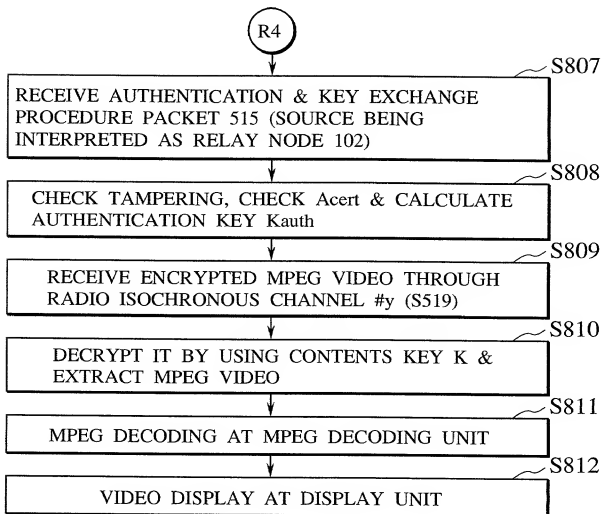 R4
S807
RECEIVE AUTHENTICATION & KEY EXCHANGE
PROCEDURE PACKET 515 (SOURCE BEING
INTERPRETED AS RELAY NODE 102)
S808
CHECK TAMPERING, CHECK Acert & CALCULATE
AUTHENTICATION KEY Kauth
S809
RECEIVE ENCRYPTED MPEG VIDEO THROUGH
RADIO ISOCHRONOUS CHANNEL #y (S519)
S810
DECRYPT IT BY USING CONTENTS KEY K &
EXTRACT MPEG VIDEO
S811
MPEG DECODING AT MPEG DECODING UNIT
S812
VIDEO DISPLAY AT DISPLAY UNIT